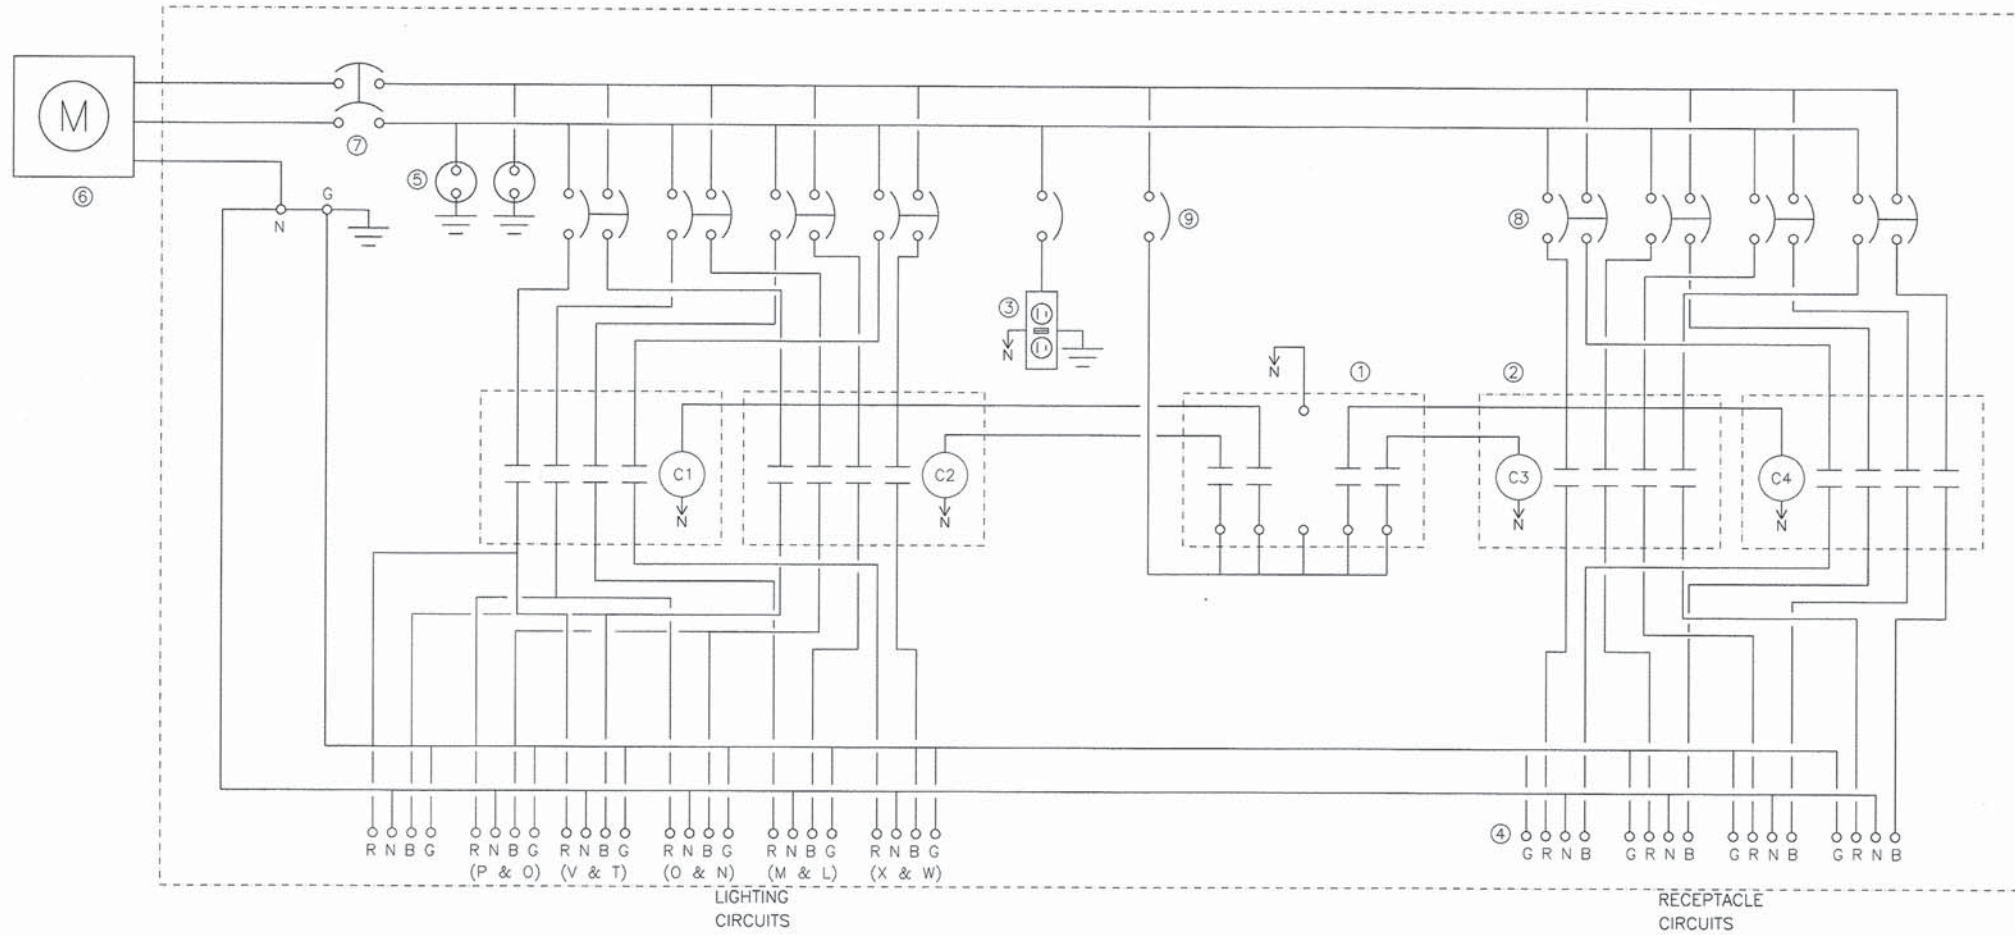 M
⑥
⑦
N
G
⑤
③
N
⑨
⑧
N
①
②
C1
N
C2
N
C3
N
C4
N
④
R N B G
R N B G
R N B G
R N B G
R N B G
R N B G
(P & O) (V & T) (O & N) (M & L) (X & W)
G R N B
G R N B
G R N B
G R N B
LIGHTING
CIRCUITS
RECEPTACLE
CIRCUITS